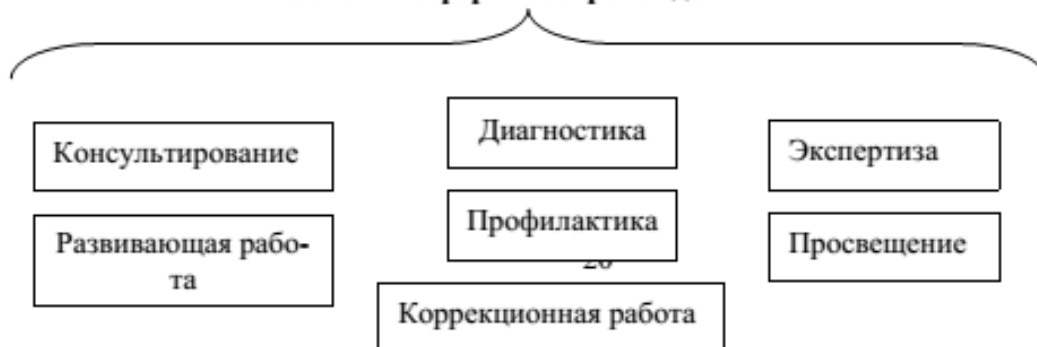 Консультирование
Диагностика
Экспертиза
Развивающая рабо-
та
Профилактика
Просвещение
Коррекционная работа